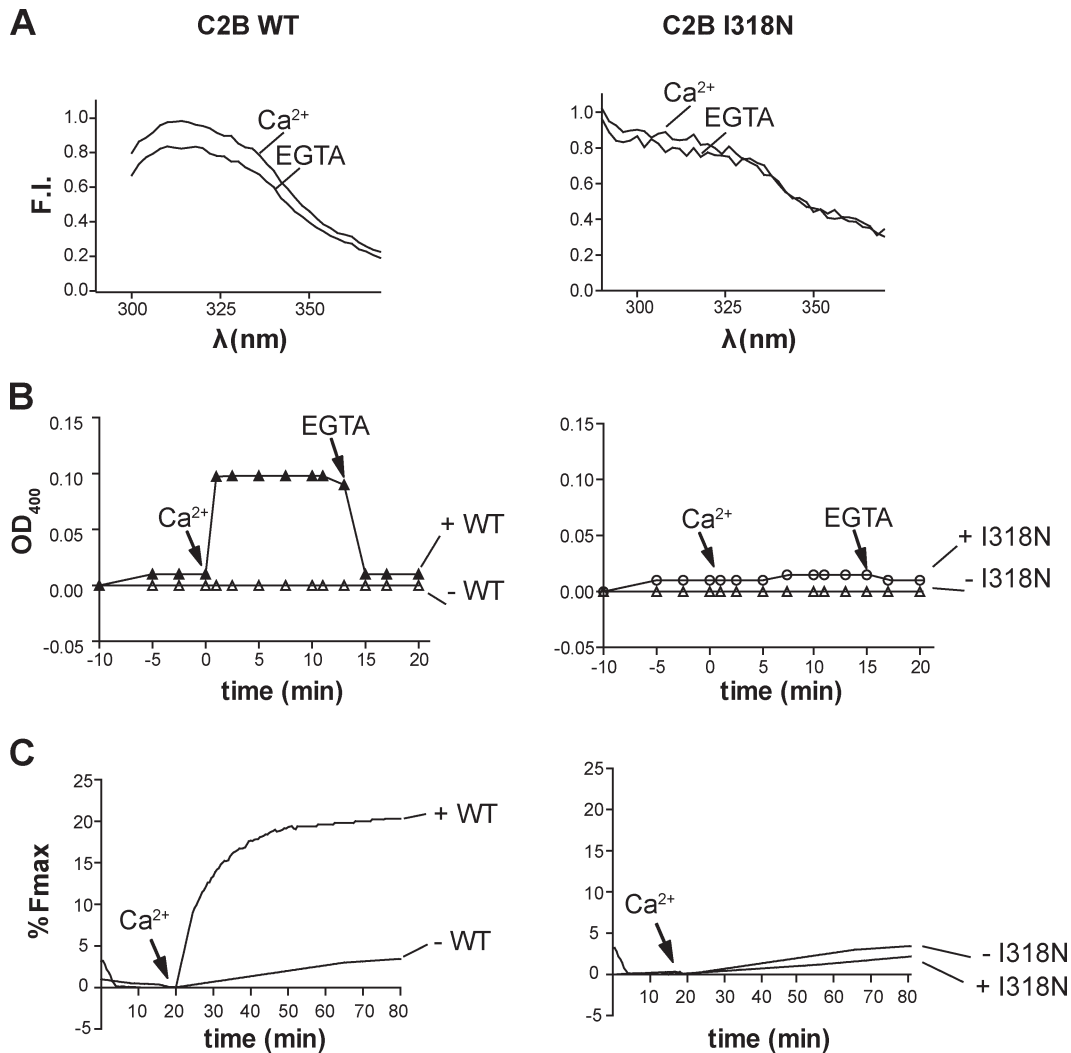 A
C2B WT
C2B I318N
F.I.
1.0
0.8
0.6
0.4
0.2
0.0
Ca²⁺
EGTA
300
325
350
λ(nm)
1.0
0.8
0.6
0.4
0.2
0.0
Ca²⁺
EGTA
300
325
350
λ(nm)
B
OD₄₀₀
0.15
0.10
0.05
0.00
-0.05
EGTA
Ca²⁺
+ WT
- WT
-10 -5 0 5 10 15 20
time (min)
0.15
0.10
0.05
0.00
-0.05
Ca²⁺
EGTA
+ I318N
- I318N
-10 -5 0 5 10 15 20
time (min)
C
%Fmax
25
20
15
10
5
0
-5
Ca²⁺
+ WT
- WT
10 20 30 40 50 60 70 80
time (min)
25
20
15
10
5
0
-5
Ca²⁺
- I318N
+ I318N
10 20 30 40 50 60 70 80
time (min)